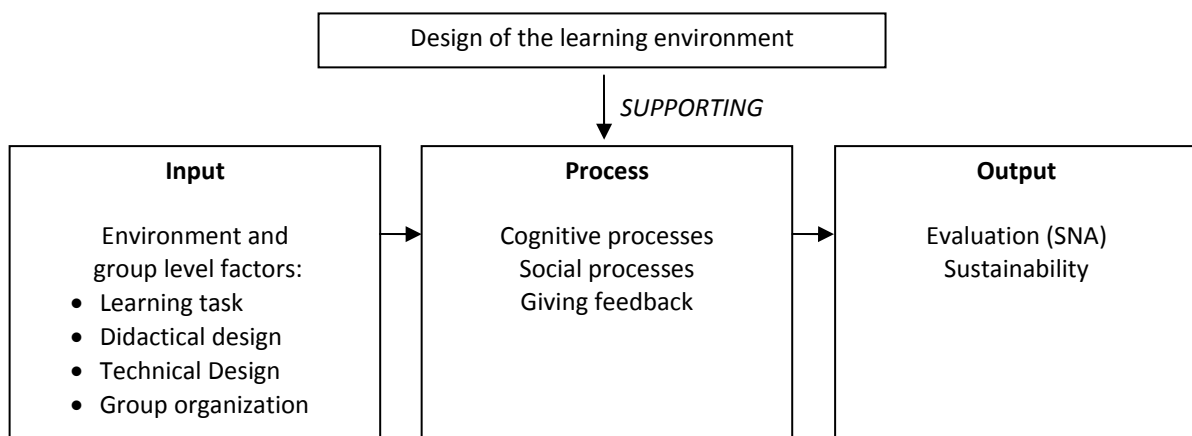 Design of the learning environment
SUPPORTING
Input
Environment and
group level factors:
• Learning task
• Didactical design
• Technical Design
• Group organization
Process
Cognitive processes
Social processes
Giving feedback
Output
Evaluation (SNA)
Sustainability